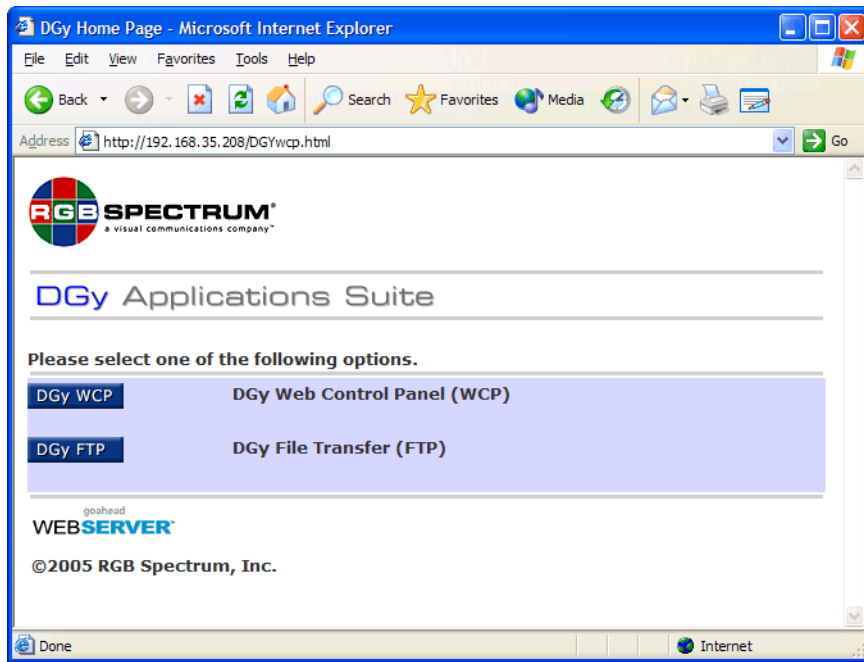 DGy Home Page - Microsoft Internet Explorer
File Edit View Favorites Tools Help
Back Search Favorites Media
Address http://192.168.35.208/DGYwcp.html Go
RGB SPECTRUM®
a visual communications company™
DGy Applications Suite
Please select one of the following options.
DGy WCP DGy Web Control Panel (WCP)
DGy FTP DGy File Transfer (FTP)
goahead
WEBSERVER™
©2005 RGB Spectrum, Inc.
Done Internet